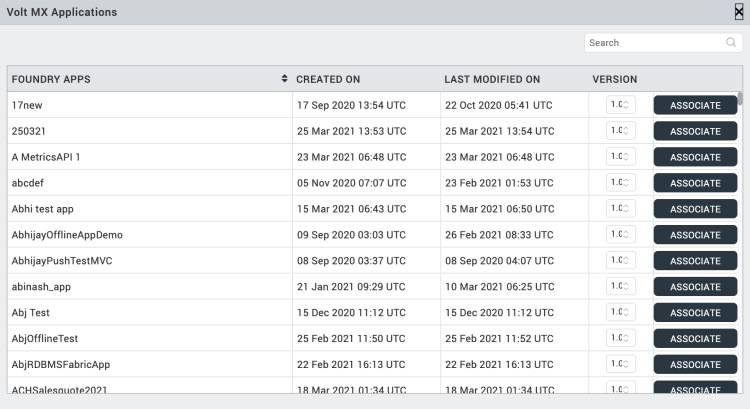 Volt MX Applications
Search
FOUNDRY APPS CREATED ON LAST MODIFIED ON VERSION
17new 17 Sep 2020 13:54 UTC 22 Oct 2020 05:41 UTC 1.0 ASSOCIATE
250321 25 Mar 2021 13:53 UTC 25 Mar 2021 13:54 UTC 1.0 ASSOCIATE
A MetricsAPI 1 23 Mar 2021 06:48 UTC 23 Mar 2021 06:48 UTC 1.0 ASSOCIATE
abcdef 05 Nov 2020 07:07 UTC 23 Feb 2021 01:53 UTC 1.0 ASSOCIATE
Abhi test app 15 Mar 2021 06:43 UTC 15 Mar 2021 06:50 UTC 1.0 ASSOCIATE
AbhijayOfflineAppDemo 09 Sep 2020 03:03 UTC 26 Feb 2021 08:33 UTC 1.0 ASSOCIATE
AbhijayPushTestMVC 08 Sep 2020 03:37 UTC 08 Sep 2020 04:07 UTC 1.0 ASSOCIATE
abinash_app 21 Jan 2021 09:29 UTC 10 Mar 2021 06:25 UTC 1.0 ASSOCIATE
Abj Test 15 Dec 2020 11:12 UTC 15 Dec 2020 11:12 UTC 1.0 ASSOCIATE
AbjOfflineTest 25 Feb 2021 11:50 UTC 25 Feb 2021 11:52 UTC 1.0 ASSOCIATE
AbjRDBMSFabricApp 22 Feb 2021 16:13 UTC 22 Feb 2021 16:13 UTC 1.0 ASSOCIATE
ACHSalesquote2021 18 Mar 2021 01:34 UTC 18 Mar 2021 01:34 UTC 1.0 ASSOCIATE